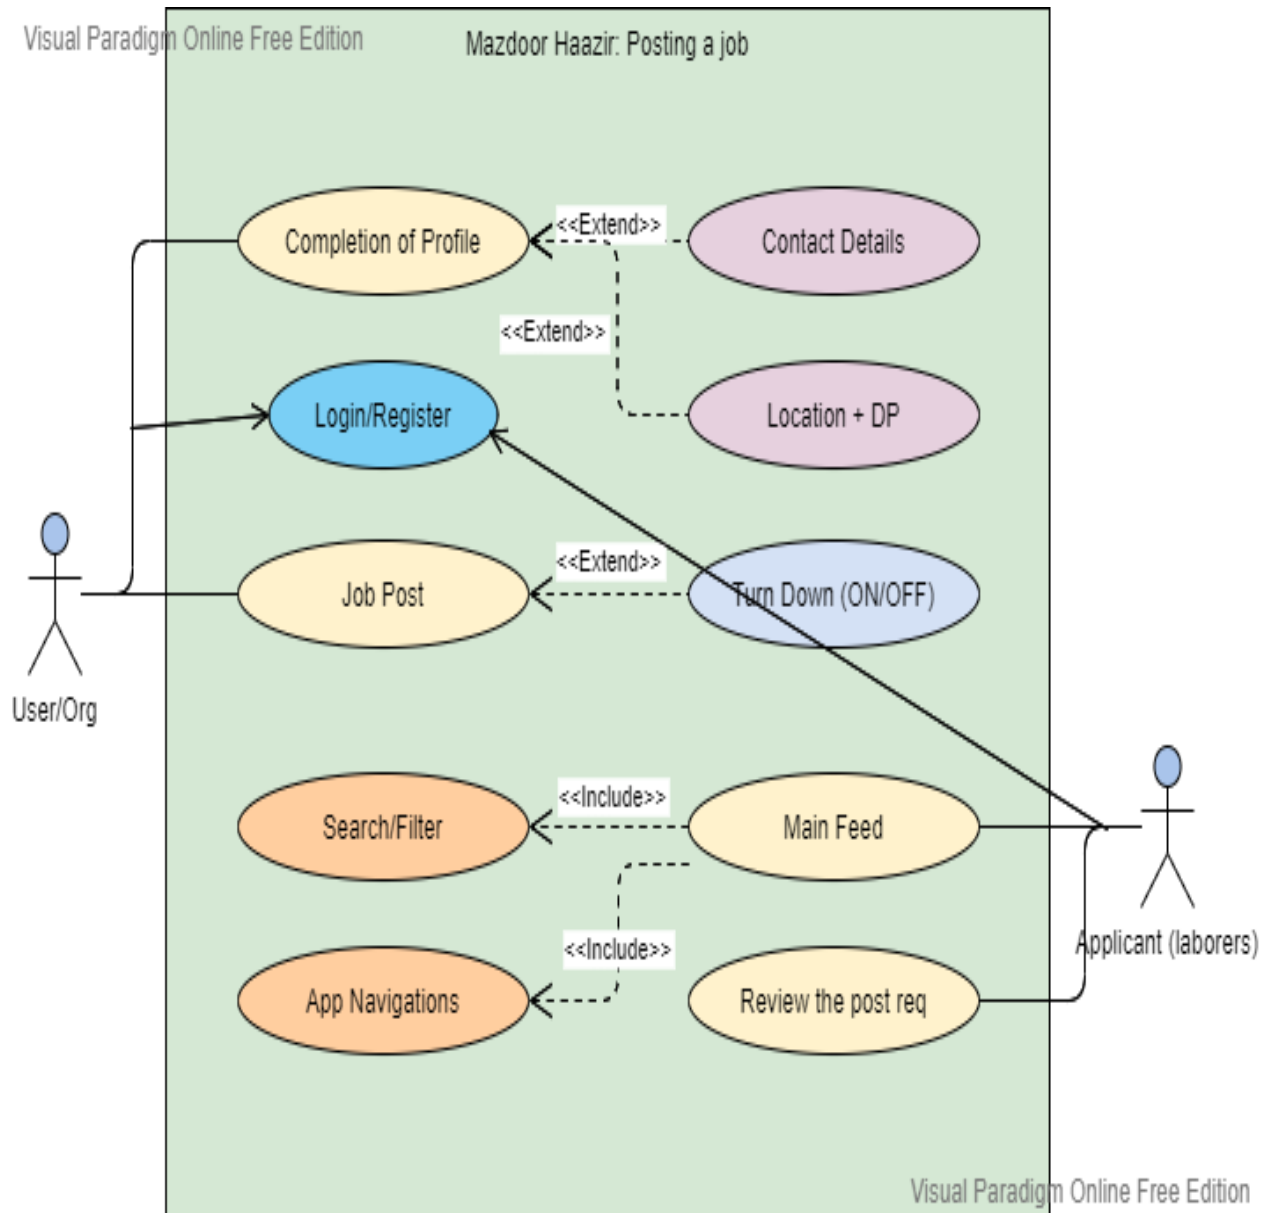 Visual Paradigm Online Free Edition
Mazdoor Haazir: Posting a job
Completion of Profile
<<Extend>>
Contact Details
<<Extend>>
Login/Register
Location + DP
Job Post
<<Extend>>
Turn Down (ON/OFF)
User/Org
Search/Filter
<<Include>>
Main Feed
Applicant (laborers)
<<Include>>
App Navigations
Review the post req
Visual Paradigm Online Free Edition